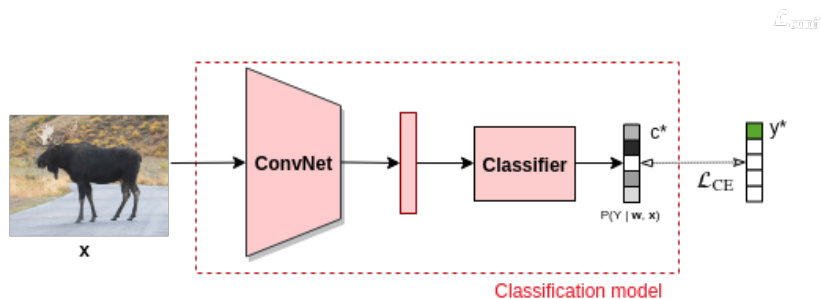 ConvNet
Classifier
c*
y*
ℒCE
P(Y | w, x)
x
Classification model